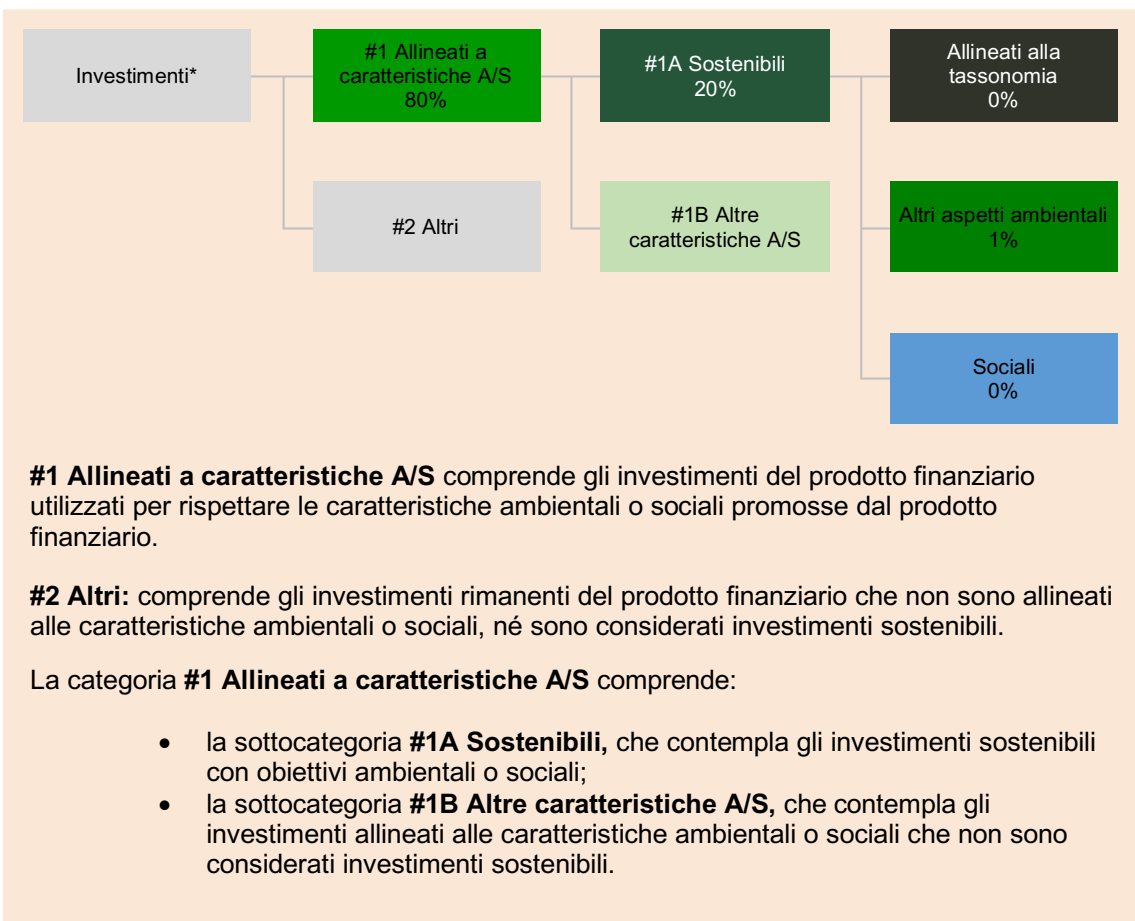 Investimenti*
#1 Allineati a
caratteristiche A/S
80%
#1A Sostenibili
20%
Allineati alla
tassonomia
0%
#2 Altri
#1B Altre
caratteristiche A/S
Altri aspetti ambientali
1%
Sociali
0%
#1 Allineati a caratteristiche A/S comprende gli investimenti del prodotto finanziario
utilizzati per rispettare le caratteristiche ambientali o sociali promosse dal prodotto
finanziario.
#2 Altri: comprende gli investimenti rimanenti del prodotto finanziario che non sono allineati
alle caratteristiche ambientali o sociali, né sono considerati investimenti sostenibili.
La categoria #1 Allineati a caratteristiche A/S comprende:
• la sottocategoria #1A Sostenibili, che contempla gli investimenti sostenibili
con obiettivi ambientali o sociali;
• la sottocategoria #1B Altre caratteristiche A/S, che contempla gli
investimenti allineati alle caratteristiche ambientali o sociali che non sono
considerati investimenti sostenibili.